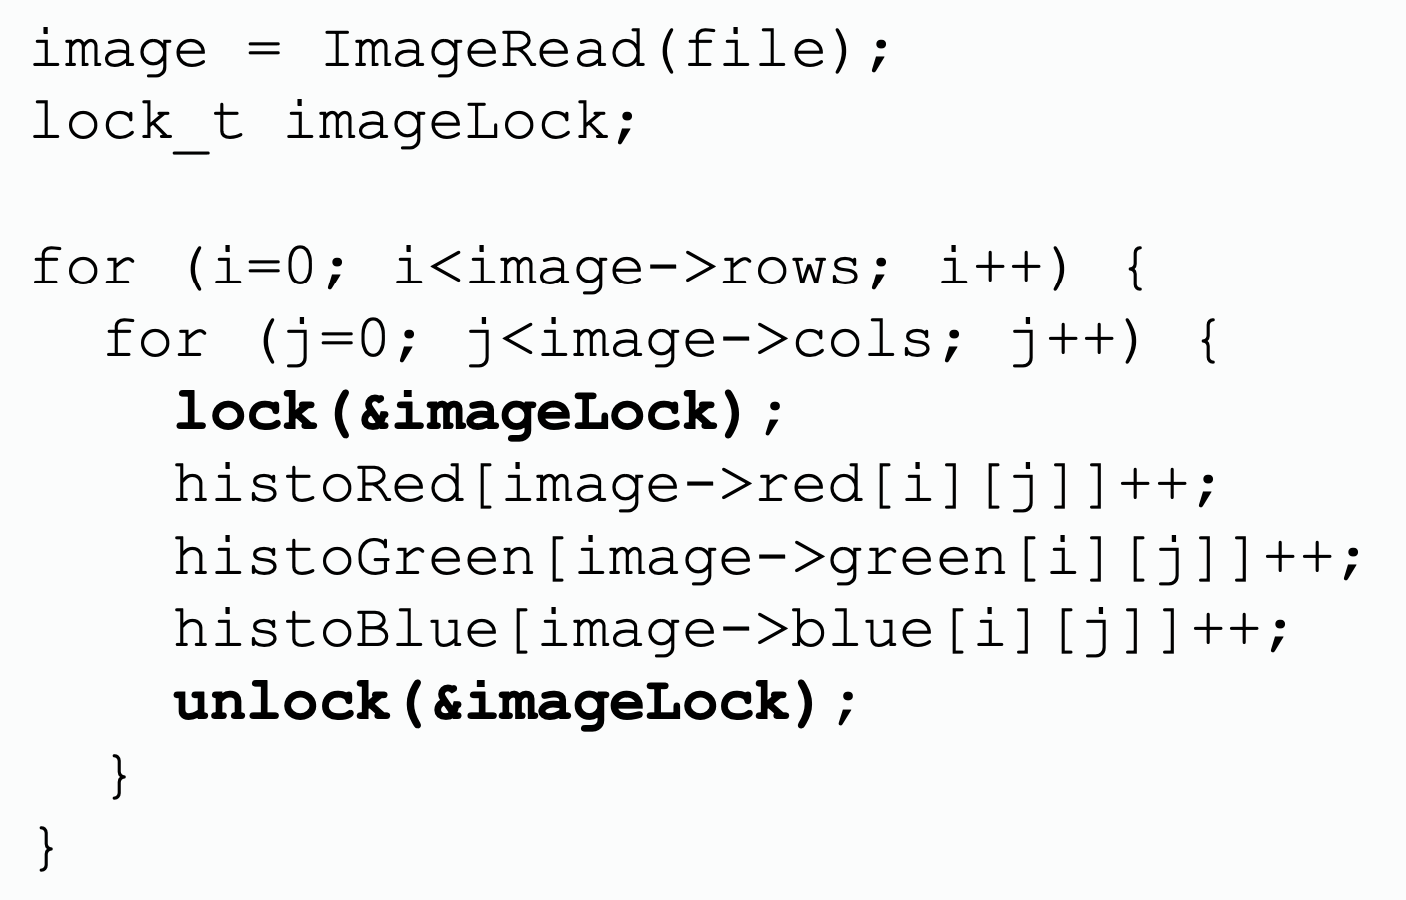 image = ImageRead(file);
lock_t imageLock;

for (i=0; i<image->rows; i++) {
  for (j=0; j<image->cols; j++) {
    lock(&imageLock);
    histoRed[image->red[i][j]]++;
    histoGreen[image->green[i][j]]++;
    histoBlue[image->blue[i][j]]++;
    unlock(&imageLock);
  }
}